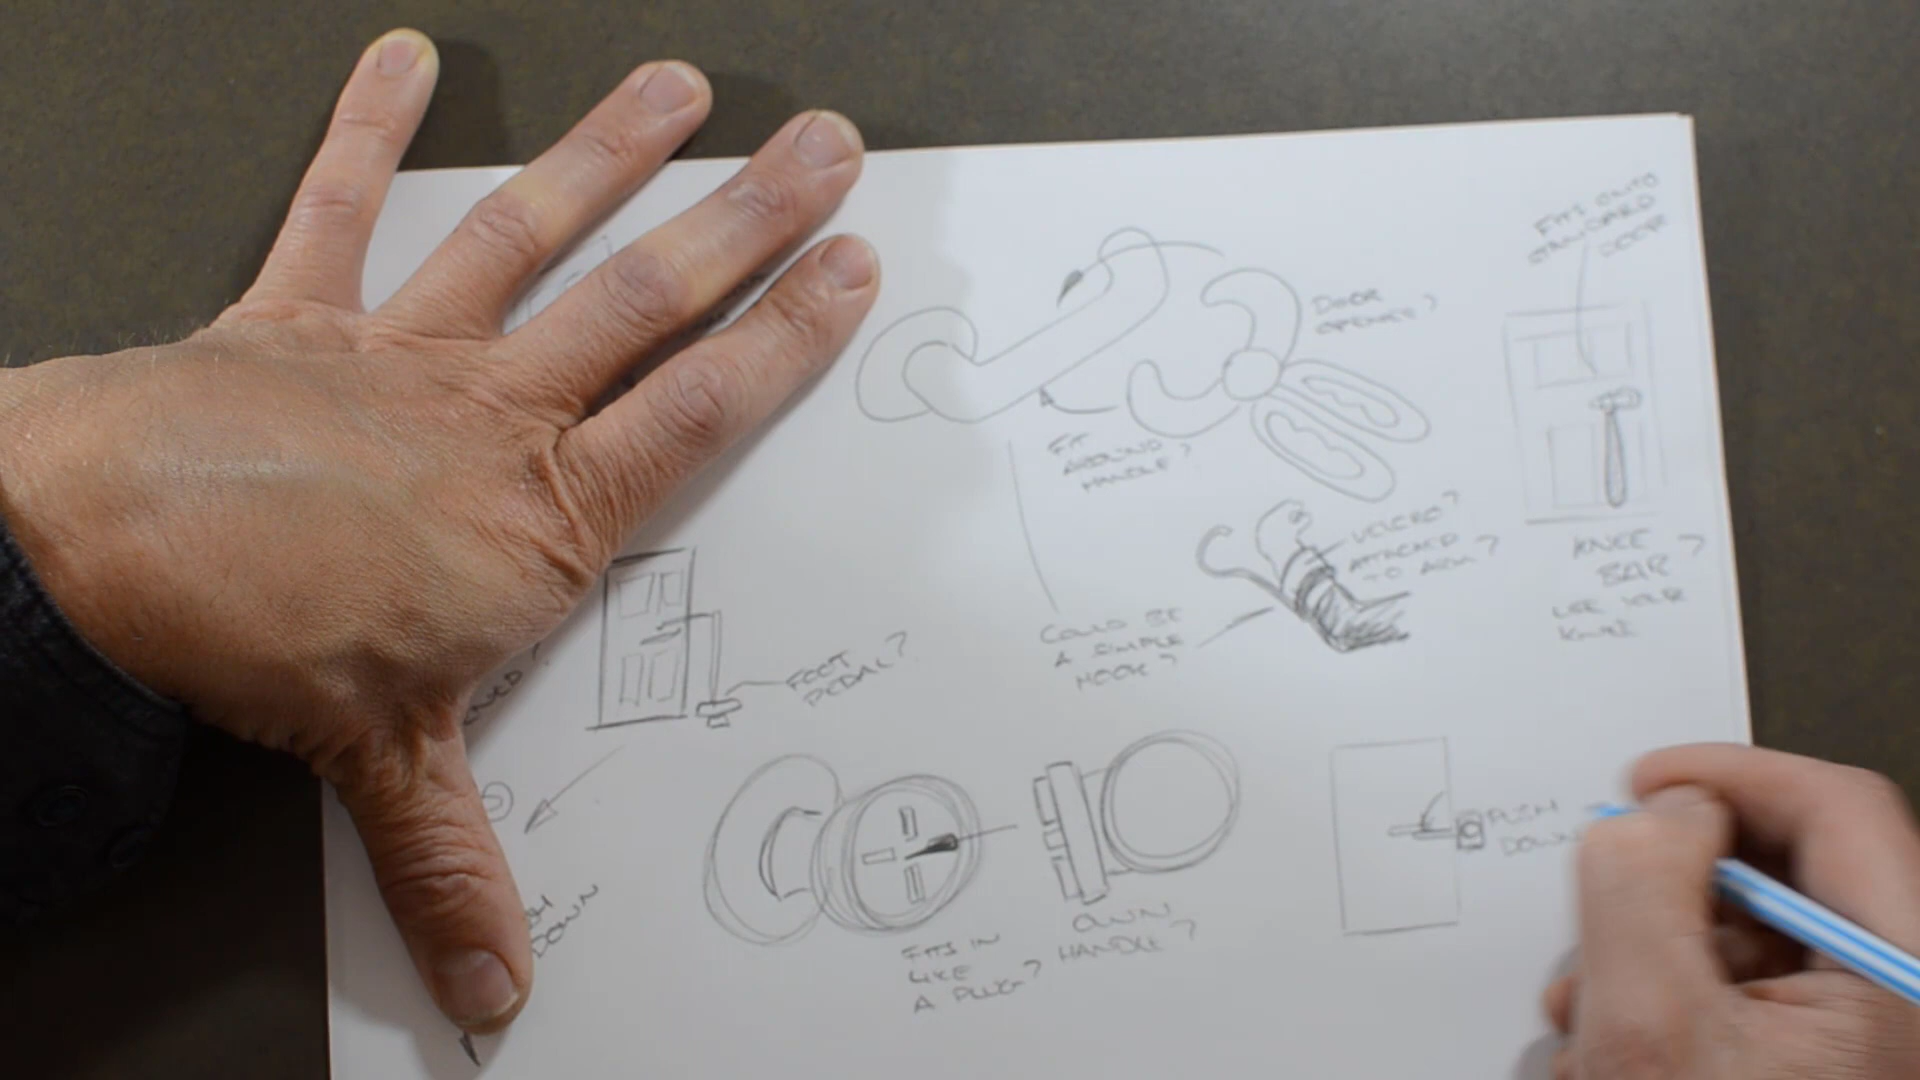 FITS ONTO
STANDARD
DOOR
DOOR
OPENER?
FIT
AROUND
HANDLE?
VELCRO?
ATTACHED
TO ARM?
KNEE
BAR?
USE YOUR
KNEE
COULD BE
A SIMPLE
HOOK?
FOOT
PEDAL?
PUSH
DOWN
DOWN
OWN
HANDLE?
FITS IN
LIKE
A PLUG?